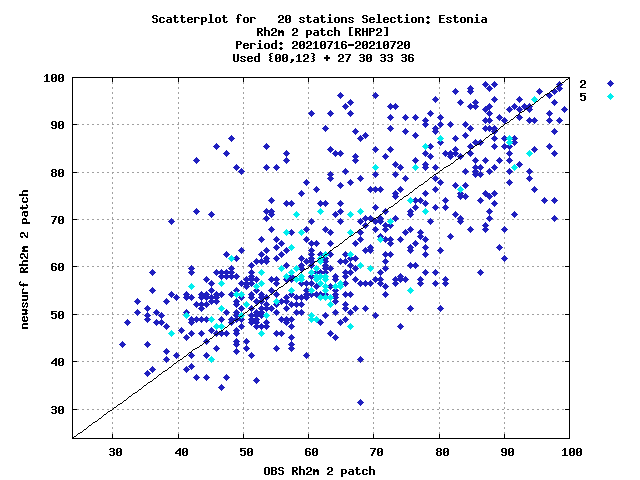 Scatterplot for   20 stations Selection: Estonia
Rh2m 2 patch [RHP2]
Period: 20210716-20210720
Used {00,12} + 27 30 33 36
100
90
80
70
60
50
40
30
newsurf Rh2m 2 patch
2
5
30 40 50 60 70 80 90 100
OBS Rh2m 2 patch